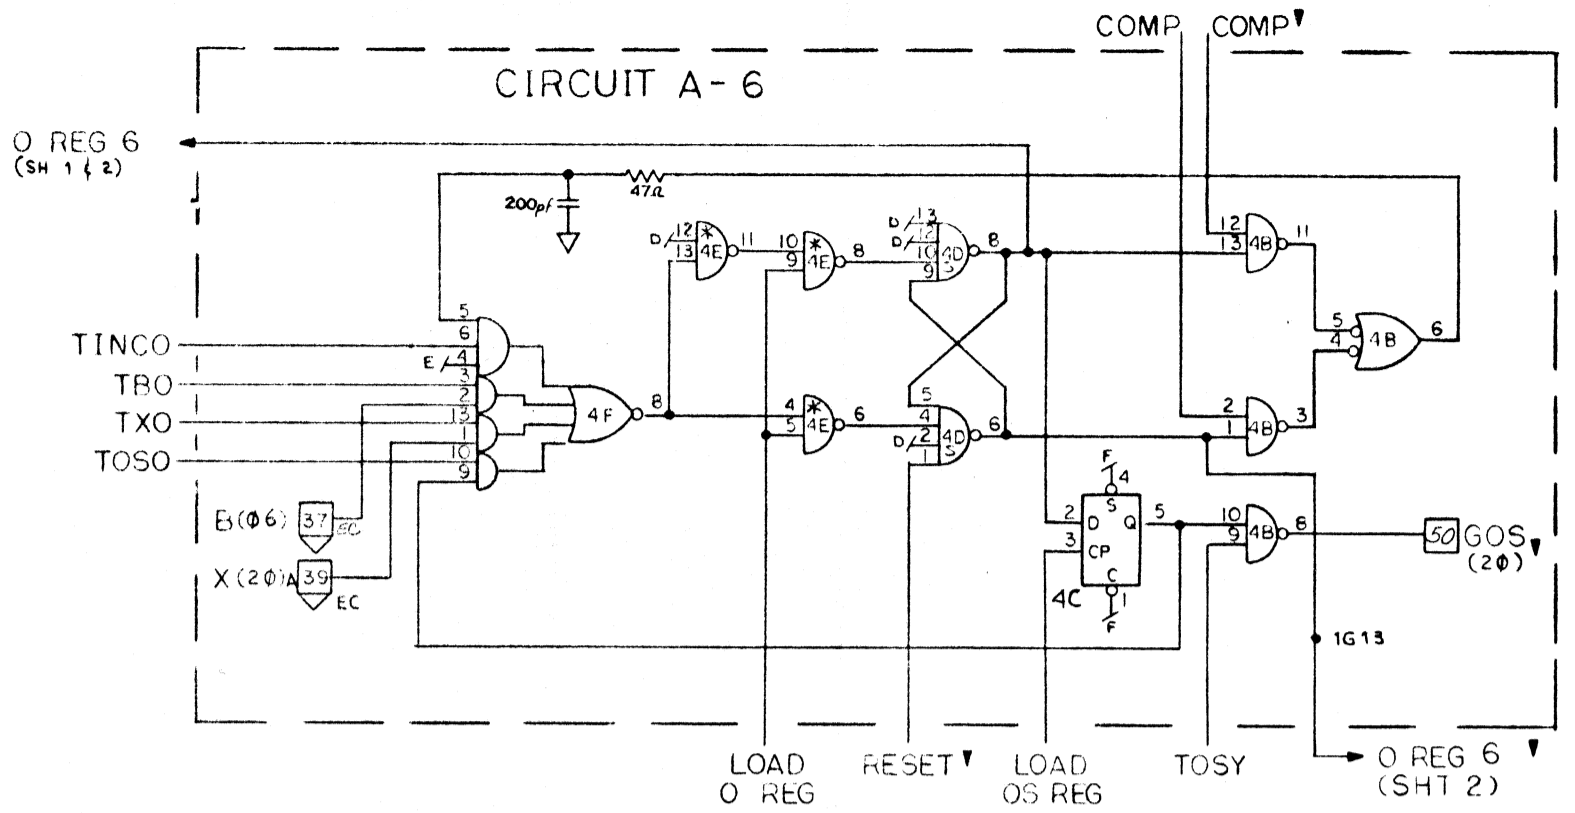 COMP COMP▼
CIRCUIT A-6
O REG 6
(SH 1 & 2)
47Ω
200pf
D 12 * 11
13 4E
10 * 8
9 4E
D 13
D 12
10 4D 8
9 S
12 11
13 4B
5 6
4 4B
TINCO
TBO
TXO
TOSO
5
6
E 4
3
2
13
1
10
9
4F 8
4 * 6
5 4E
5
4 4D 6
D 2 S
1
2 3
1 4B
F 4
S
2 D Q 5
3 CP
C 1
4C F
10 8
9 4B
50 GOS▼
(2Ø)
B(Ø6) 37 EC
X(2Ø)A 39 EC
1G13
LOAD
O REG
RESET▼
LOAD
OS REG
TOSY
O REG 6 ▼
(SHT 2)